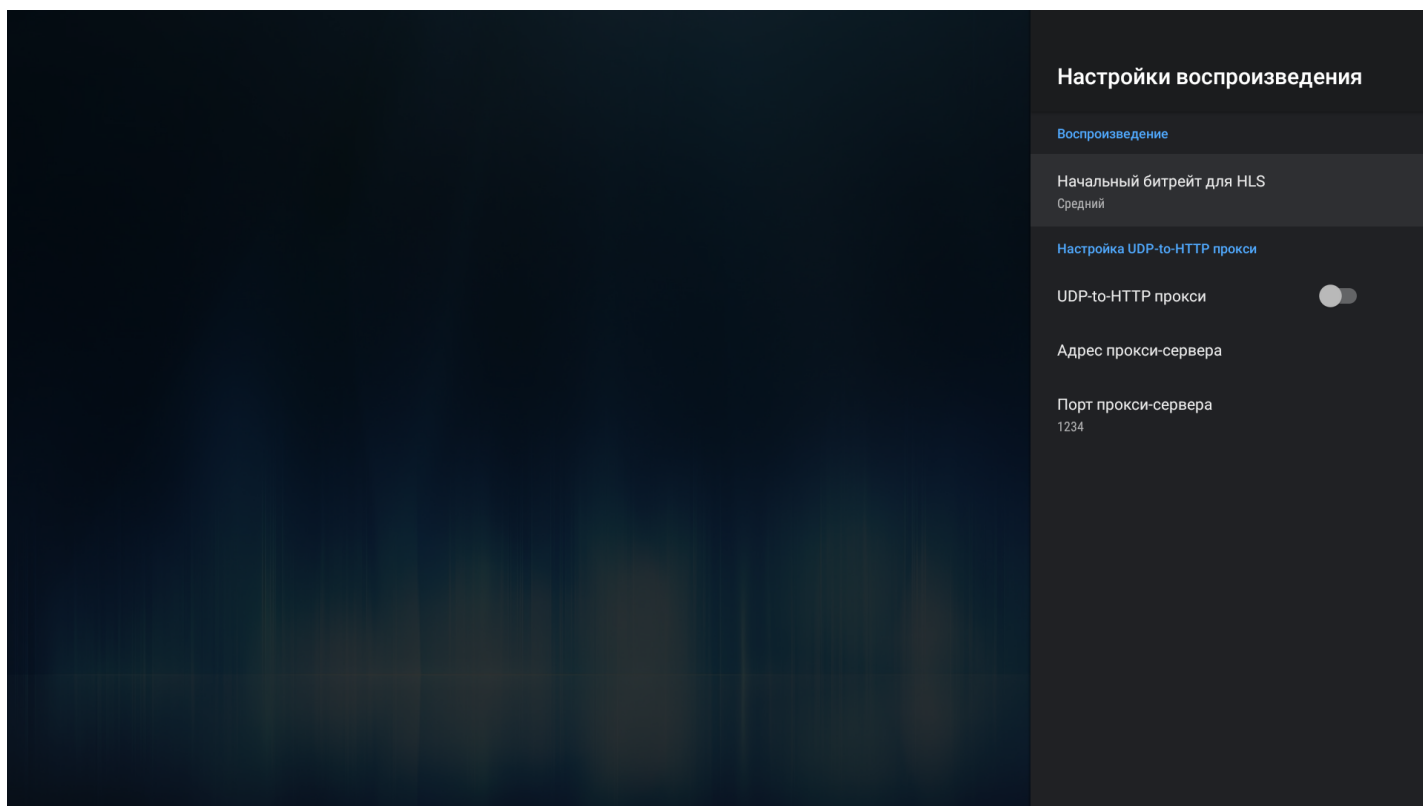 Настройки воспроизведения
Воспроизведение
Начальный битрейт для HLS
Средний
Настройка UDP-to-HTTP прокси
UDP-to-HTTP прокси
Адрес прокси-сервера
Порт прокси-сервера
1234